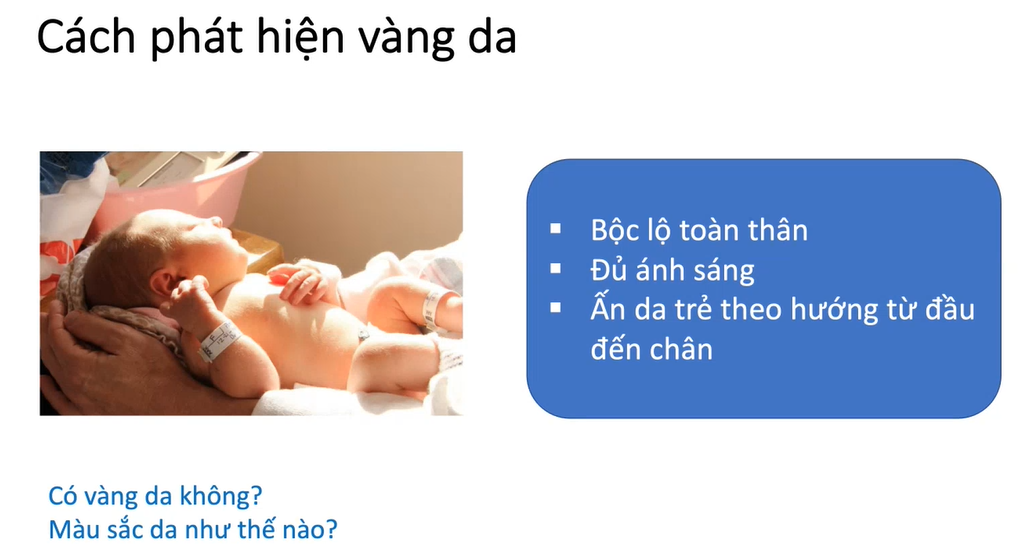 Cách phát hiện vàng da
▪ Bộc lộ toàn thân
▪ Đủ ánh sáng
▪ Ấn da trẻ theo hướng từ đầu
đến chân
Có vàng da không?
Màu sắc da như thế nào?